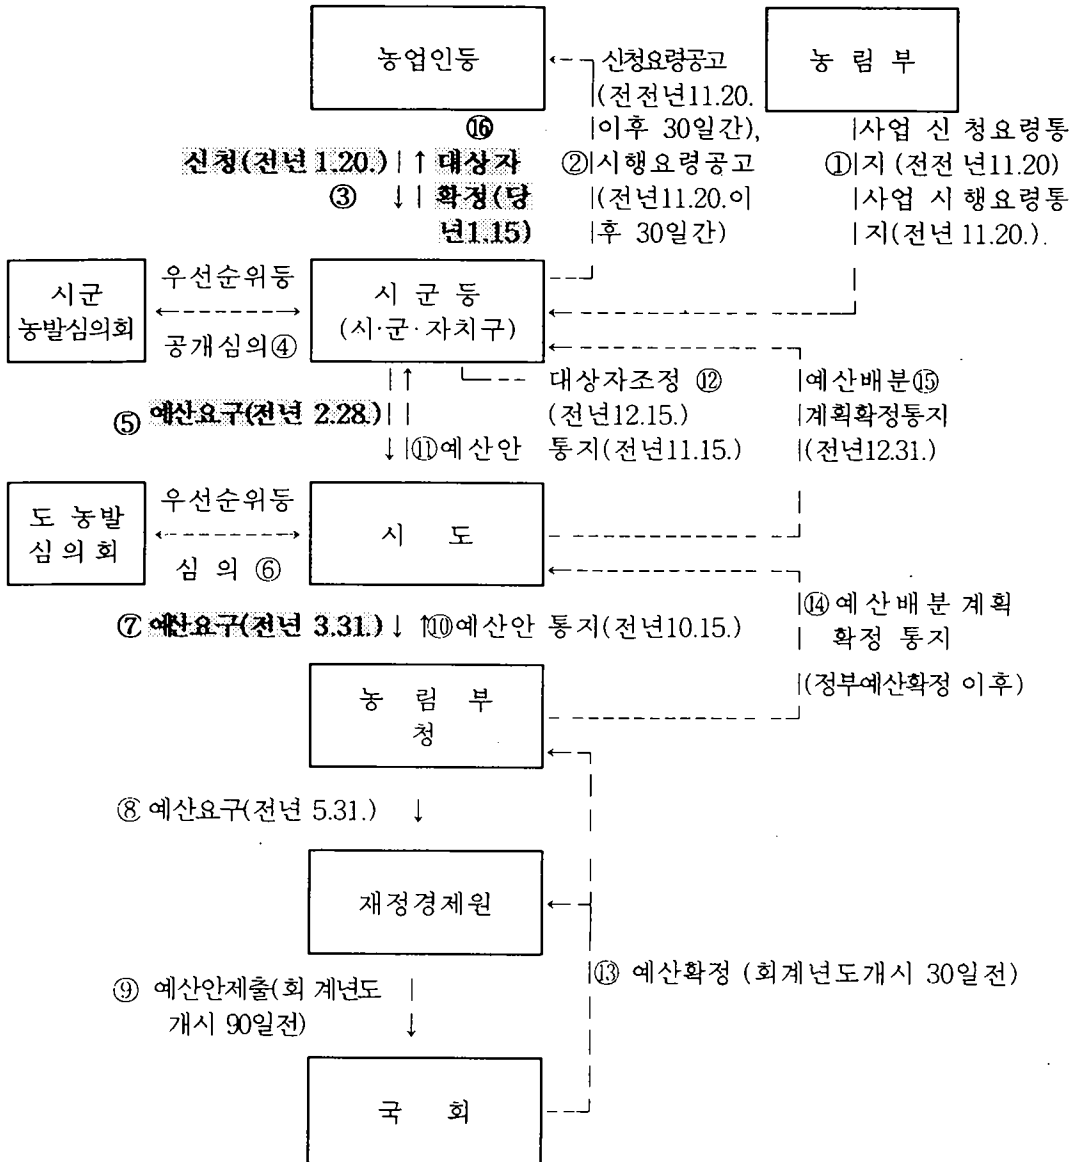 농업인등
농 림 부
신청요령공고
(전전년11.20.
이후 30일간),
② 시행요령공고
(전년11.20.이
후 30일간)
사업 신 청요령통
① 지 (전전 년11.20)
사업 시 행요령통
지(전년 11.20.).
⑯
신청(전년 1.20.)
③
↓
↑ 대상자
확정(당
년1.15)
시군
농발심의회
우선순위등
공개심의④
시 군 등
(시·군·자치구)
대상자조정 ⑫
(전년12.15.)
⑤ 예산요구(전년 2.28.)
⑪예산안 통지(전년11.15.)
예산배분⑮
계획확정통지
(전년12.31.)
도 농발
심 의 회
우선순위등
심 의 ⑥
시 도
⑦ 예산요구(전년 3.31.) ↓ ↑⑩예산안 통지(전년10.15.)
⑭예산배분 계획
확정 통지
(정부예산확정 이후)
농 림 부
청
⑧ 예산요구(전년 5.31.) ↓
재정경제원
⑨ 예산안제출(회 계년도
개시 90일전) ↓
⑬ 예산확정 (회계년도개시 30일전)
국 회